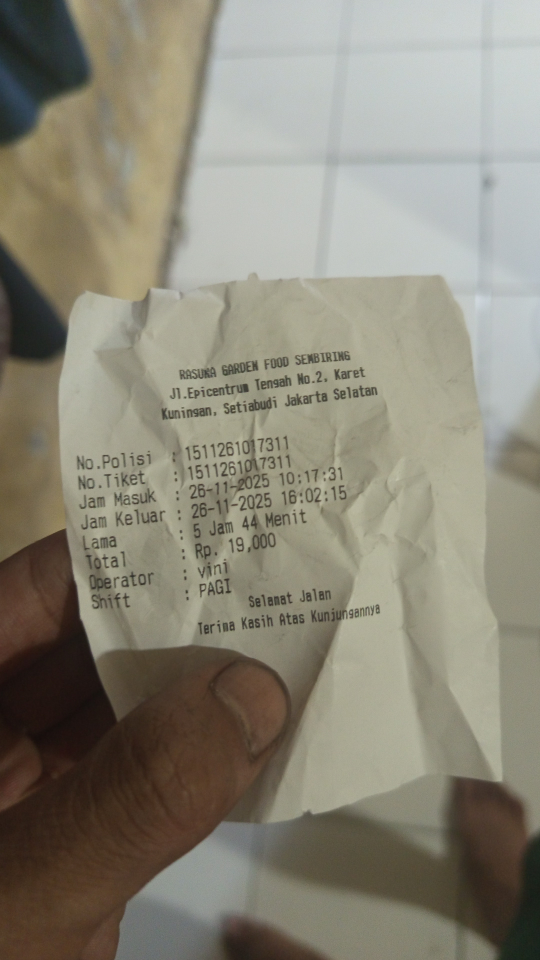 RASUNA GARDEN FOOD SEMBIRING
Jl.Epicentrum Tengah No.2, Karet
Kuningan, Setiabudi Jakarta Selatan
No.Polisi : 1511261017311
No.Tiket : 1511261017311
Jam Masuk : 26-11-2025 10:17:31
Jam Keluar : 26-11-2025 16:02:15
Lama : 5 Jam 44 Menit
Total : Rp. 19,000
Operator : vini
Shift : PAGI
Selamat Jalan
Terima Kasih Atas Kunjungannya